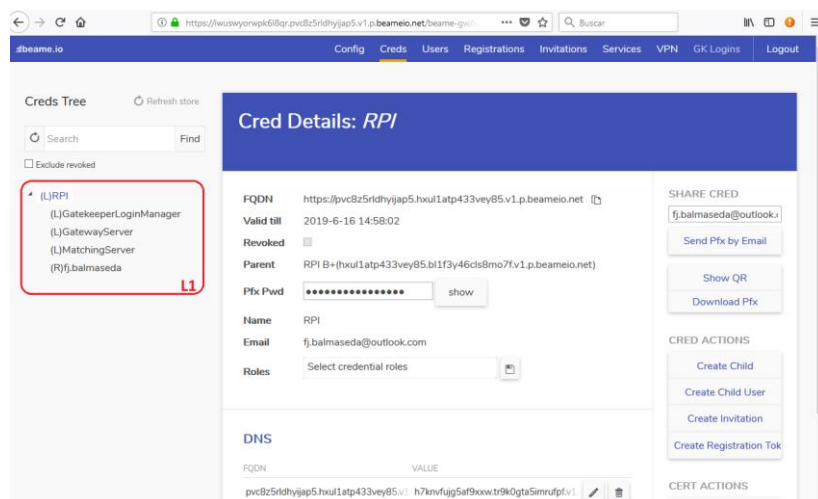 https://iwuswyorwpk6l8qr.pvc8z5rldhyijap5.v1.p.beameio.net/beame-gw/
Buscar
dbeame.io
Config Creds Users Registrations Invitations Services VPN GK Logins Logout
Creds Tree
Refresh store
Search
Find
Exclude revoked
(L)RPI
(L)GatekeeperLoginManager
(L)GatewayServer
(L)MatchingServer
(R)fj.balmaseda
L1
Cred Details: RPI
FQDN https://pvc8z5rldhyijap5.hxul1atp433vey85.v1.p.beameio.net
Valid till 2019-6-16 14:58:02
Revoked
Parent RPI B+(hxul1atp433vey85.bl1f3y46cls8mo7f.v1.p.beameio.net)
Pfx Pwd •••••••••••••••• show
Name RPI
Email fj.balmaseda@outlook.com
Roles Select credential roles
DNS
FQDN VALUE
pvc8z5rldhyijap5.hxul1atp433vey85.v1 h7knvfujg5af9xxw.tr9k0gta5imrufpf.v1
SHARE CRED
fj.balmaseda@outlook.
Send Pfx by Email
Show QR
Download Pfx
CRED ACTIONS
Create Child
Create Child User
Create Invitation
Create Registration Tok
CERT ACTIONS